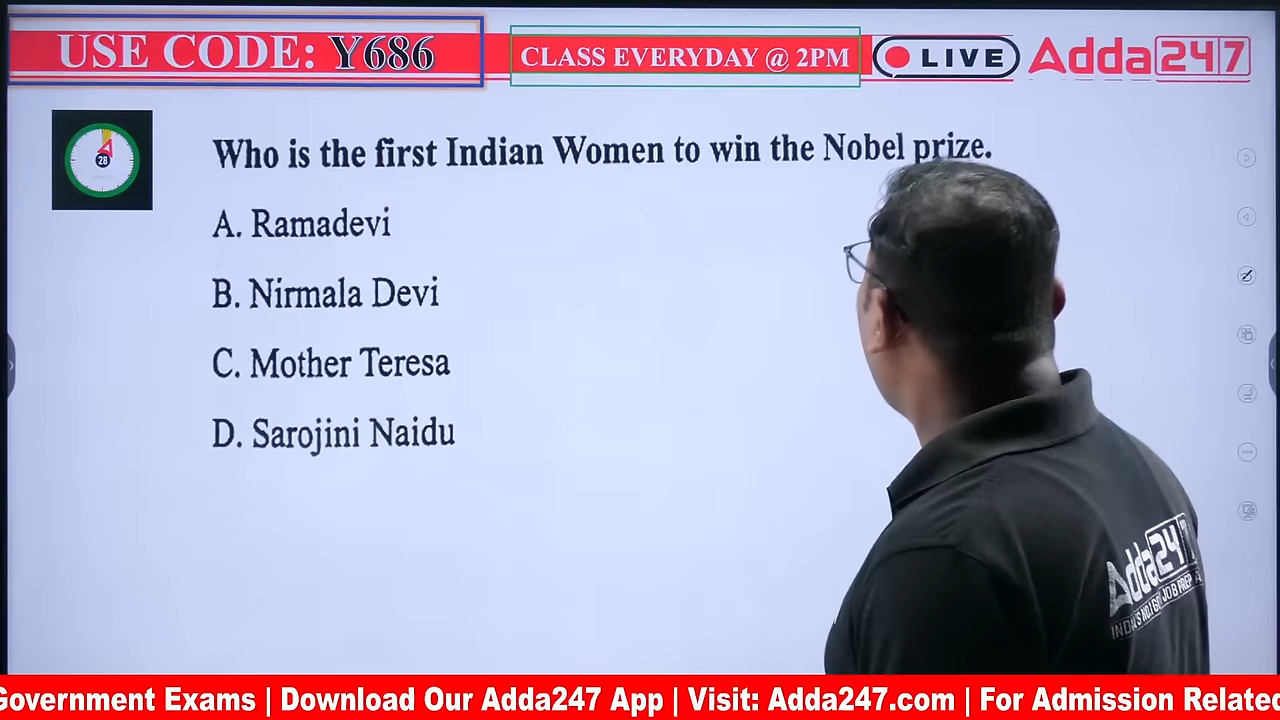 USE CODE: Y686
CLASS EVERYDAY @ 2PM
LIVE
Adda247
28
Who is the first Indian Women to win the Nobel prize.
A. Ramadevi
B. Nirmala Devi
C. Mother Teresa
D. Sarojini Naidu
Adda247
Government Exams | Download Our Adda247 App | Visit: Adda247.com | For Admission Related